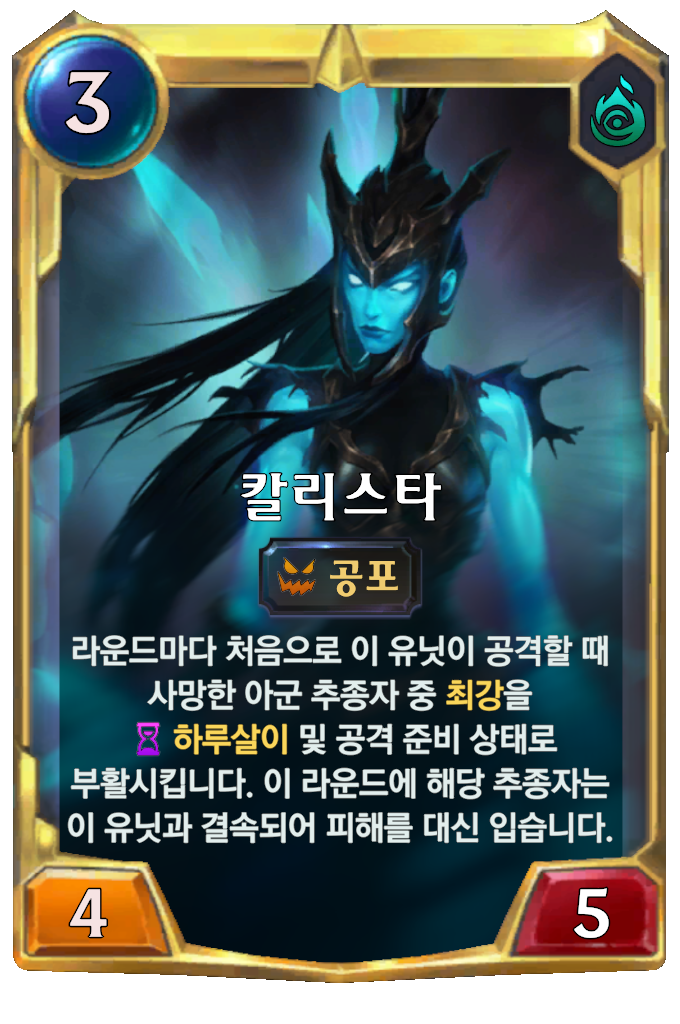 3
칼리스타
공포
라운드마다 처음으로 이 유닛이 공격할 때
사망한 아군 추종자 중 최강을
하루살이 및 공격 준비 상태로
부활시킵니다. 이 라운드에 해당 추종자는
이 유닛과 결속되어 피해를 대신 입습니다.
4
5